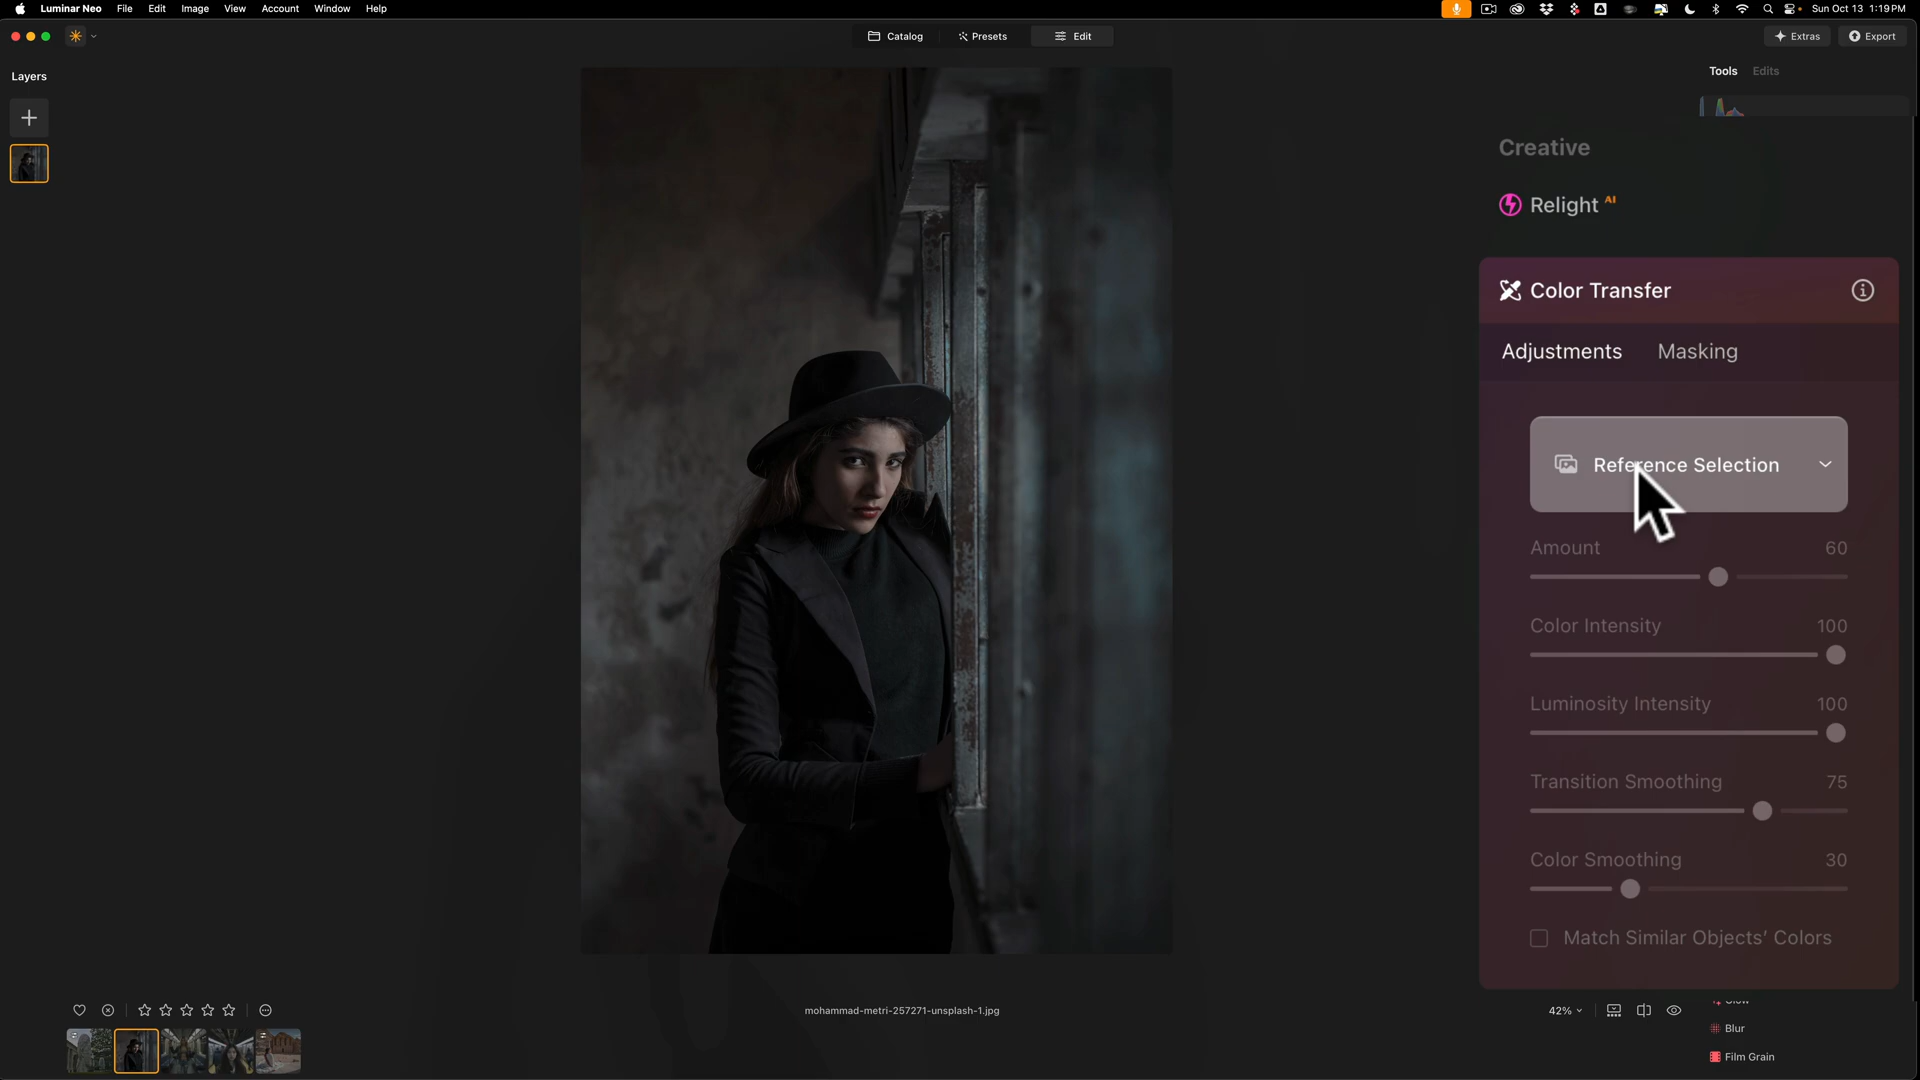 Luminar Neo File Edit Image View Account Window Help
Sun Oct 13 1:19 PM
Catalog Presets Edit
Extras Export
Layers
Tools Edits
Creative
Relight AI
Color Transfer
Adjustments Masking
Reference Selection
Amount 60
Color Intensity 100
Luminosity Intensity 100
Transition Smoothing 75
Color Smoothing 30
Match Similar Objects' Colors
mohammad-metri-257271-unsplash-1.jpg
42%
Glow
Blur
Film Grain